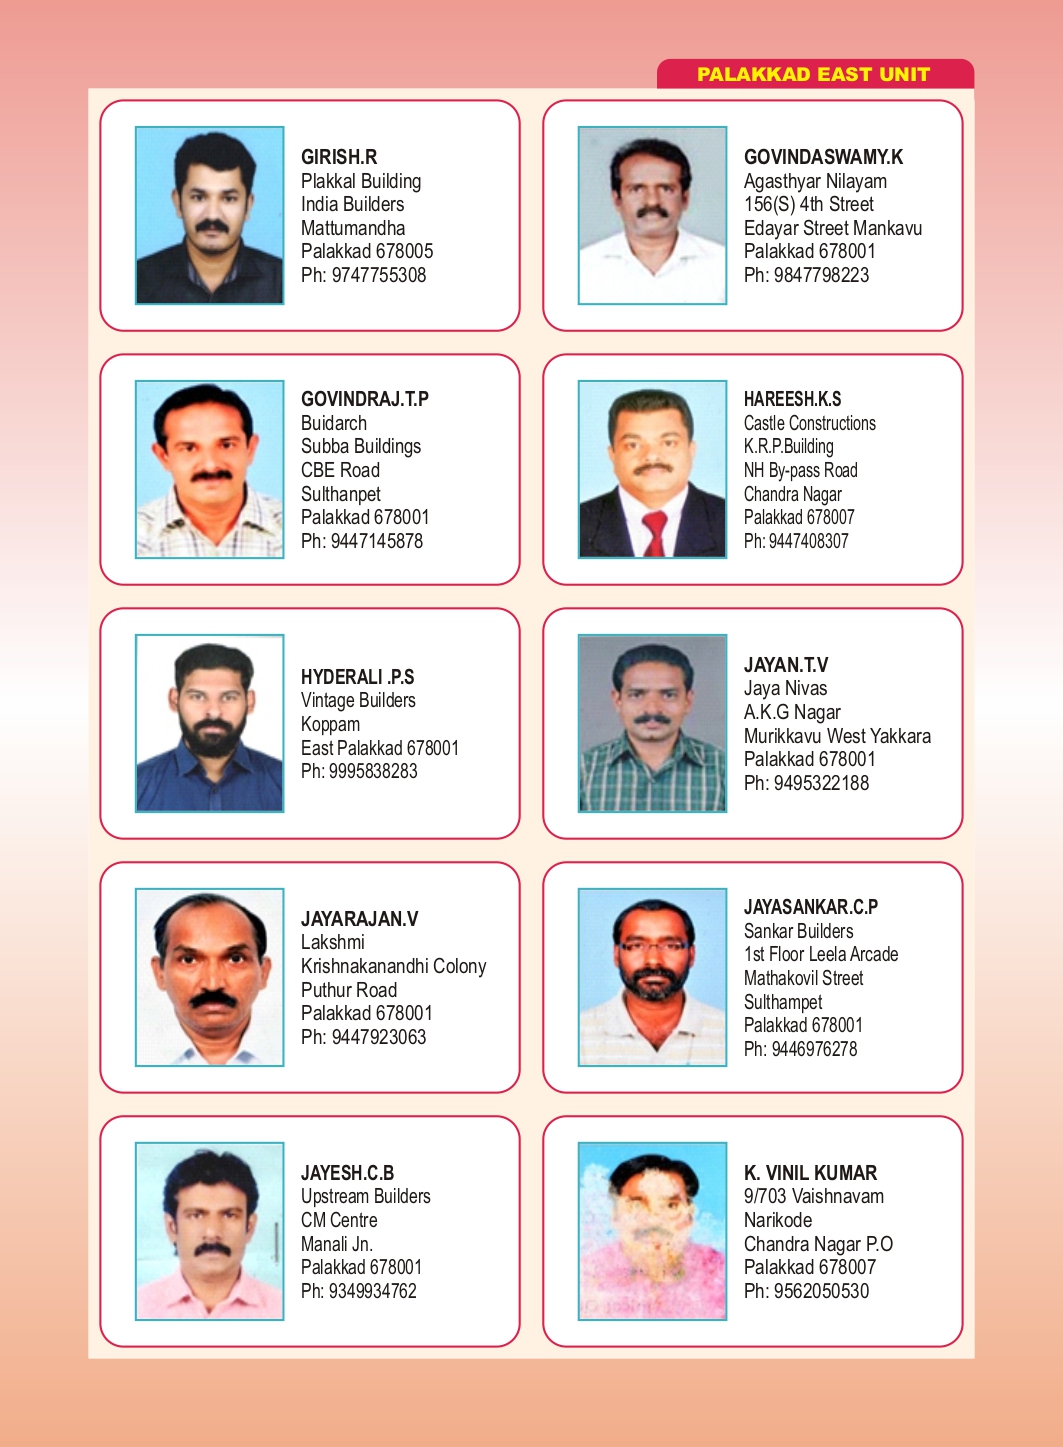 PALAKKAD EAST UNIT
GIRISH.R
Plakkal Building
India Builders
Mattumandha
Palakkad 678005
Ph: 9747755308
GOVINDASWAMY.K
Agasthyar Nilayam
156(S) 4th Street
Edayar Street Mankavu
Palakkad 678001
Ph: 9847798223
GOVINDRAJ.T.P
Buidarch
Subba Buildings
CBE Road
Sulthanpet
Palakkad 678001
Ph: 9447145878
HAREESH.K.S
Castle Constructions
K.R.P.Building
NH By-pass Road
Chandra Nagar
Palakkad 678007
Ph: 9447408307
HYDERALI .P.S
Vintage Builders
Koppam
East Palakkad 678001
Ph: 9995838283
JAYAN.T.V
Jaya Nivas
A.K.G Nagar
Murikkavu West Yakkara
Palakkad 678001
Ph: 9495322188
JAYARAJAN.V
Lakshmi
Krishnakanandhi Colony
Puthur Road
Palakkad 678001
Ph: 9447923063
JAYASANKAR.C.P
Sankar Builders
1st Floor Leela Arcade
Mathakovil Street
Sulthampet
Palakkad 678001
Ph: 9446976278
JAYESH.C.B
Upstream Builders
CM Centre
Manali Jn.
Palakkad 678001
Ph: 9349934762
K. VINIL KUMAR
9/703 Vaishnavam
Narikode
Chandra Nagar P.O
Palakkad 678007
Ph: 9562050530